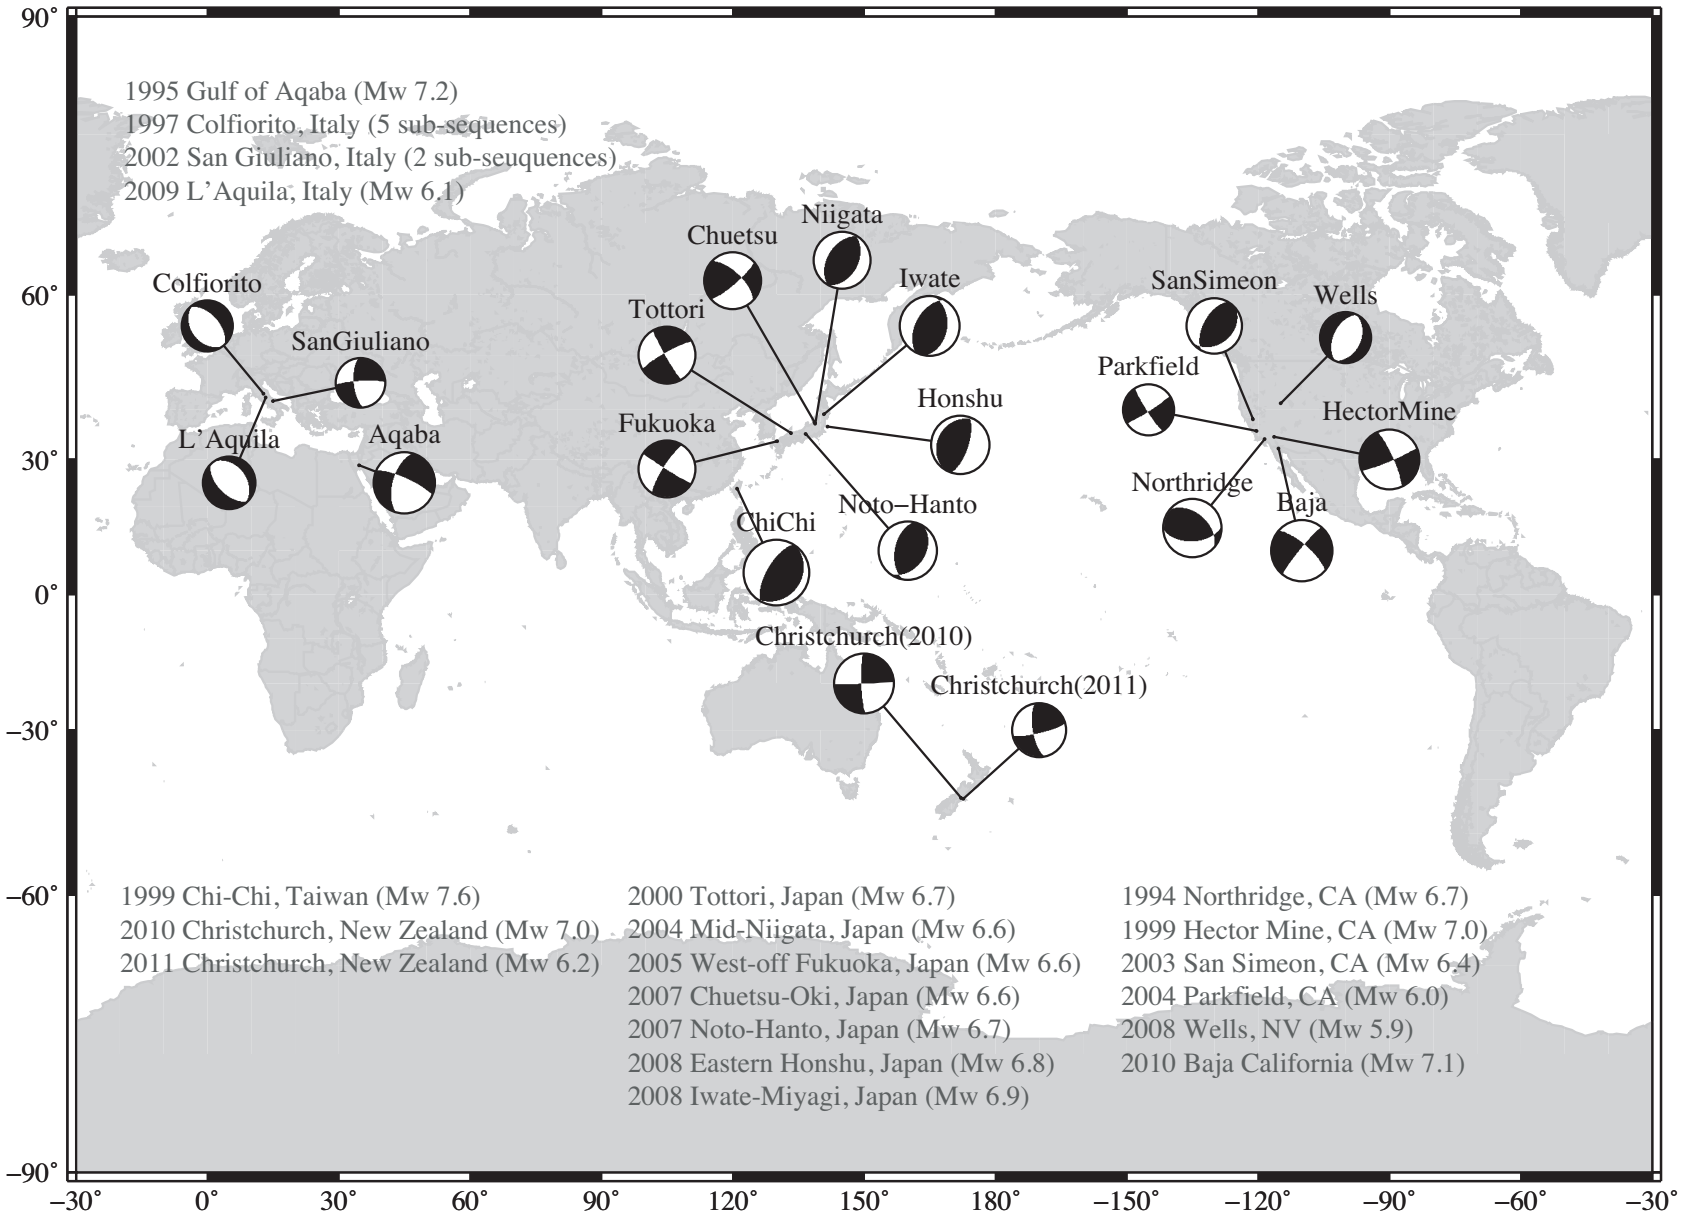 90°
1995 Gulf of Aqaba (Mw 7.2)
1997 Colfiorito, Italy (5 sub-sequences)
2002 San Giuliano, Italy (2 sub-seuquences)
2009 L'Aquila, Italy (Mw 6.1)
Niigata
Chuetsu
Iwate
SanSimeon
Colfiorito
60°
Wells
Tottori
SanGiuliano
Parkfield
Honshu
HectorMine
Fukuoka
L'Aquila
Aqaba
30°
Northridge
Noto−Hanto
Baja
ChiChi
0°
Christchurch(2010)
Christchurch(2011)
−30°
−60°
1999 Chi-Chi, Taiwan (Mw 7.6)
2010 Christchurch, New Zealand (Mw 7.0)
2011 Christchurch, New Zealand (Mw 6.2)
2000 Tottori, Japan (Mw 6.7)
2004 Mid-Niigata, Japan (Mw 6.6)
2005 West-off Fukuoka, Japan (Mw 6.6)
2007 Chuetsu-Oki, Japan (Mw 6.6)
2007 Noto-Hanto, Japan (Mw 6.7)
2008 Eastern Honshu, Japan (Mw 6.8)
2008 Iwate-Miyagi, Japan (Mw 6.9)
1994 Northridge, CA (Mw 6.7)
1999 Hector Mine, CA (Mw 7.0)
2003 San Simeon, CA (Mw 6.4)
2004 Parkfield, CA (Mw 6.0)
2008 Wells, NV (Mw 5.9)
2010 Baja California (Mw 7.1)
−90°
−30° 0° 30° 60° 90° 120° 150° 180° −150° −120° −90° −60° −30°